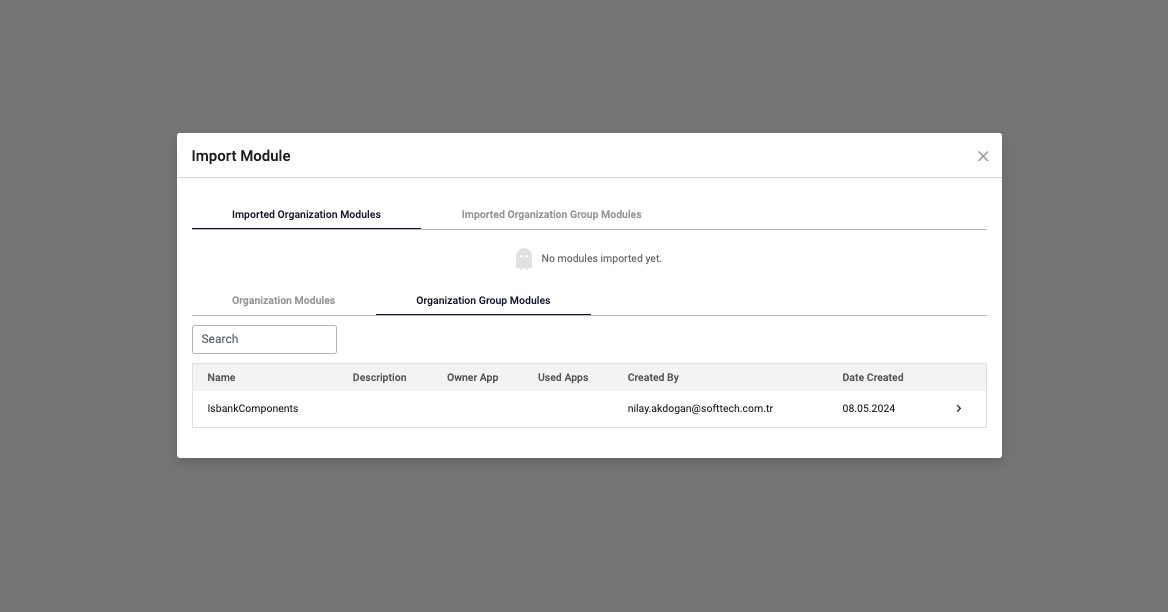 Import Module
Imported Organization Modules Imported Organization Group Modules
No modules imported yet.
Organization Modules Organization Group Modules
Search
Name Description Owner App Used Apps Created By Date Created
IsbankComponents nilay.akdogan@softtech.com.tr 08.05.2024